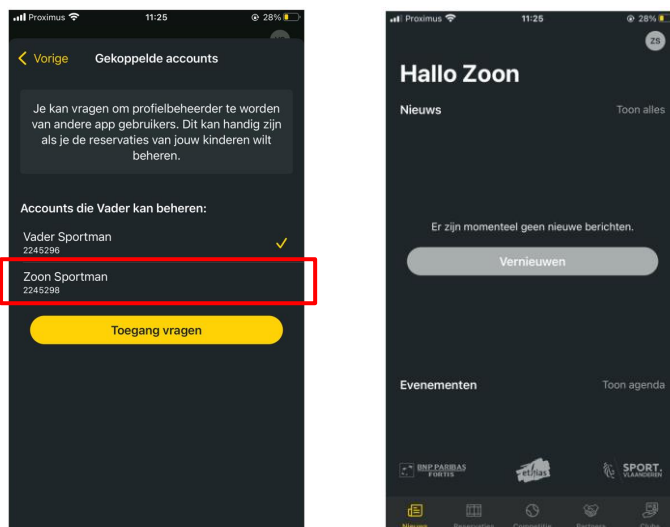 Proximus 11:25 28%
Vorige Gekoppelde accounts
Je kan vragen om profielbeheerder te worden
van andere app gebruikers. Dit kan handig zijn
als je de reservaties van jouw kinderen wilt
beheren.
Accounts die Vader kan beheren:
Vader Sportman
2245296
Zoon Sportman
2245298
Toegang vragen
Proximus 11:25 28%
ZS
Hallo Zoon
Nieuws Toon alles
Er zijn momenteel geen nieuwe berichten.
Vernieuwen
Evenementen Toon agenda
BNP PARIBAS
FORTIS
ethias
SPORT.
VLAANDEREN
Nieuws Reservaties Competitie Partners Clubs